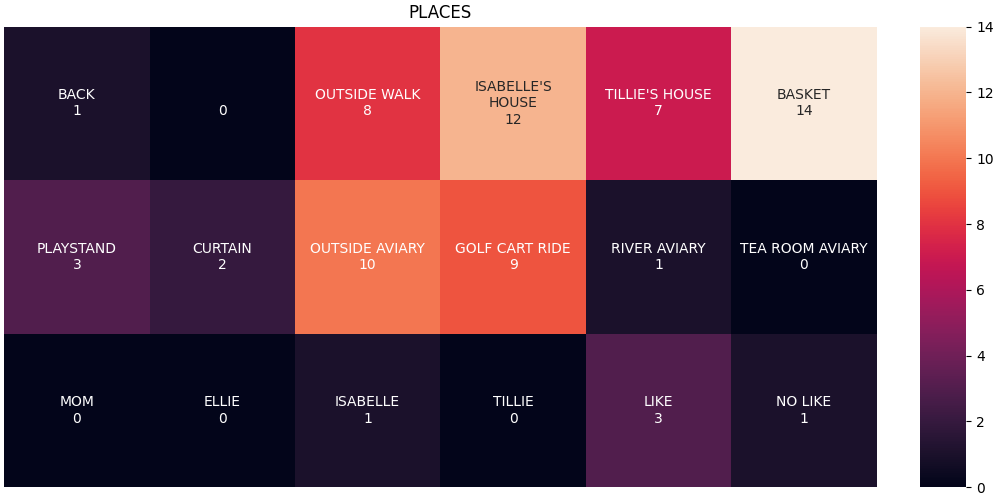 PLACES
BACK
1
0
OUTSIDE WALK
8
ISABELLE'S
HOUSE
12
TILLIE'S HOUSE
7
BASKET
14
PLAYSTAND
3
CURTAIN
2
OUTSIDE AVIARY
10
GOLF CART RIDE
9
RIVER AVIARY
1
TEA ROOM AVIARY
0
MOM
0
ELLIE
0
ISABELLE
1
TILLIE
0
LIKE
3
NO LIKE
1
14
12
10
8
6
4
2
0